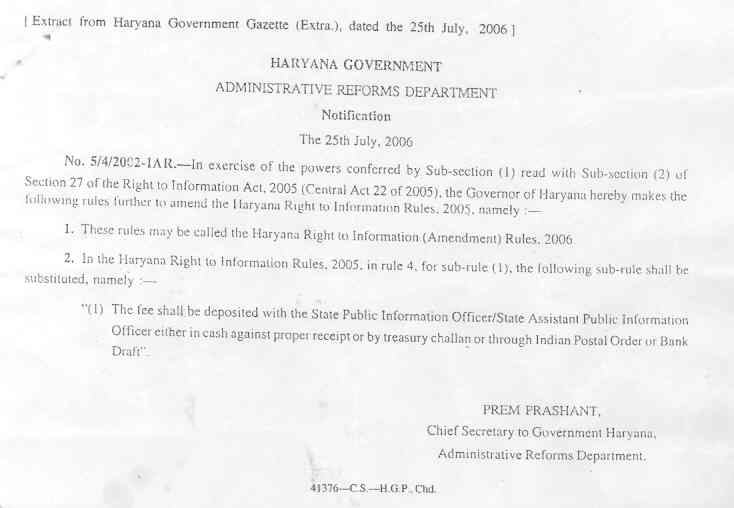 [ Extract from Haryana Government Gazette (Extra.), dated the 25th July, 2006 ]
HARYANA GOVERNMENT
ADMINISTRATIVE REFORMS DEPARTMENT
Notification
The 25th July, 2006
No. 5/4/2002-1AR.—In exercise of the powers conferred by Sub-section (1) read with Sub-section (2) of
Section 27 of the Right to Information Act, 2005 (Central Act 22 of 2005), the Governor of Haryana hereby makes the
following rules further to amend the Haryana Right to Information Rules, 2005, namely :—
1. These rules may be called the Haryana Right to Information (Amendment) Rules, 2006.
2. In the Haryana Right to Information Rules, 2005, in rule 4, for sub-rule (1), the following sub-rule shall be
substituted, namely :—
"(1) The fee shall be deposited with the State Public Information Officer/State Assistant Public Information
Officer either in cash against proper receipt or by treasury challan or through Indian Postal Order or Bank
Draft".
PREM PRASHANT,
Chief Secretary to Government Haryana,
Administrative Reforms Department.
41376—C.S.—H.G.P., Chd.